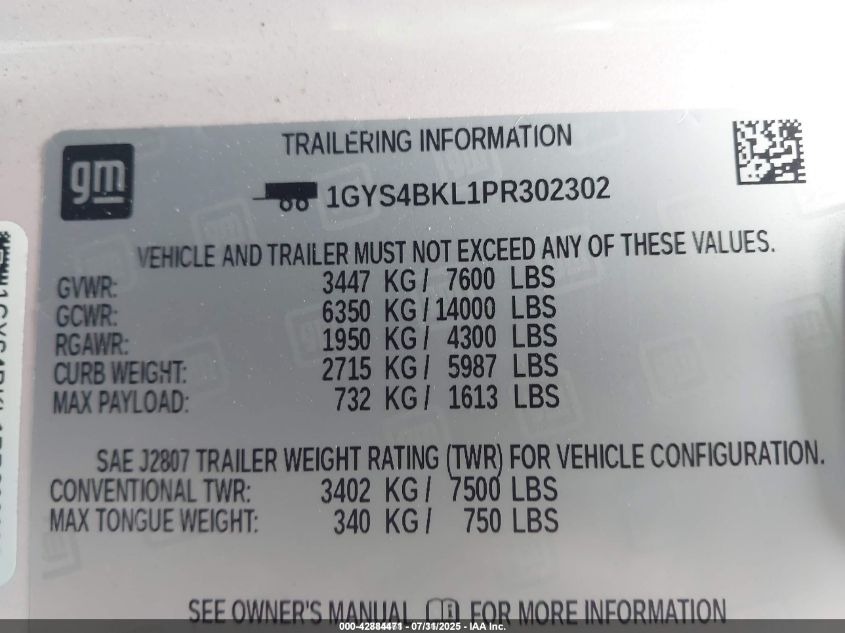 gm
TRAILERING INFORMATION
1GYS4BKL1PR302302
VEHICLE AND TRAILER MUST NOT EXCEED ANY OF THESE VALUES.
GVWR: 3447 KG / 7600 LBS
GCWR: 6350 KG / 14000 LBS
RGAWR: 1950 KG / 4300 LBS
CURB WEIGHT: 2715 KG / 5987 LBS
MAX PAYLOAD: 732 KG / 1613 LBS
SAE J2807 TRAILER WEIGHT RATING (TWR) FOR VEHICLE CONFIGURATION.
CONVENTIONAL TWR: 3402 KG / 7500 LBS
MAX TONGUE WEIGHT: 340 KG / 750 LBS
SEE OWNER'S MANUAL FOR MORE INFORMATION
000-42884471 - 07/31/2025 - IAA Inc.